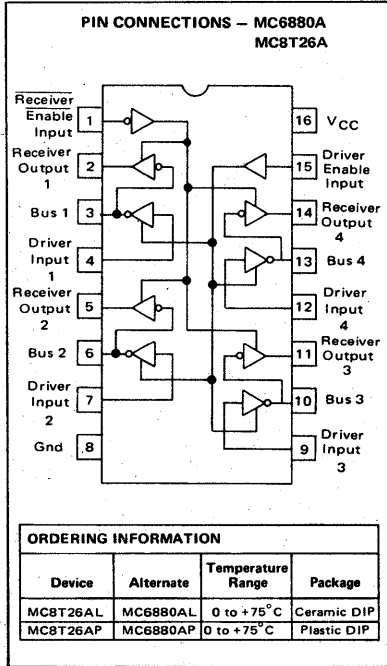 PIN CONNECTIONS — MC6880A
MC8T26A
Receiver
Enable
Input
1
16
VCC
Receiver
Output
1
2
15
Driver
Enable
Input
Bus 1
3
14
Receiver
Output
4
Driver
Input
1
4
13
Bus 4
Receiver
Output
2
5
12
Driver
Input
4
Bus 2
6
11
Receiver
Output
3
Driver
Input
2
7
10
Bus 3
Gnd
8
9
Driver
Input
3
ORDERING INFORMATION
Device Alternate Temperature Range Package
MC8T26AL MC6880AL 0 to +75°C Ceramic DIP
MC8T26AP MC6880AP 0 to +75°C Plastic DIP